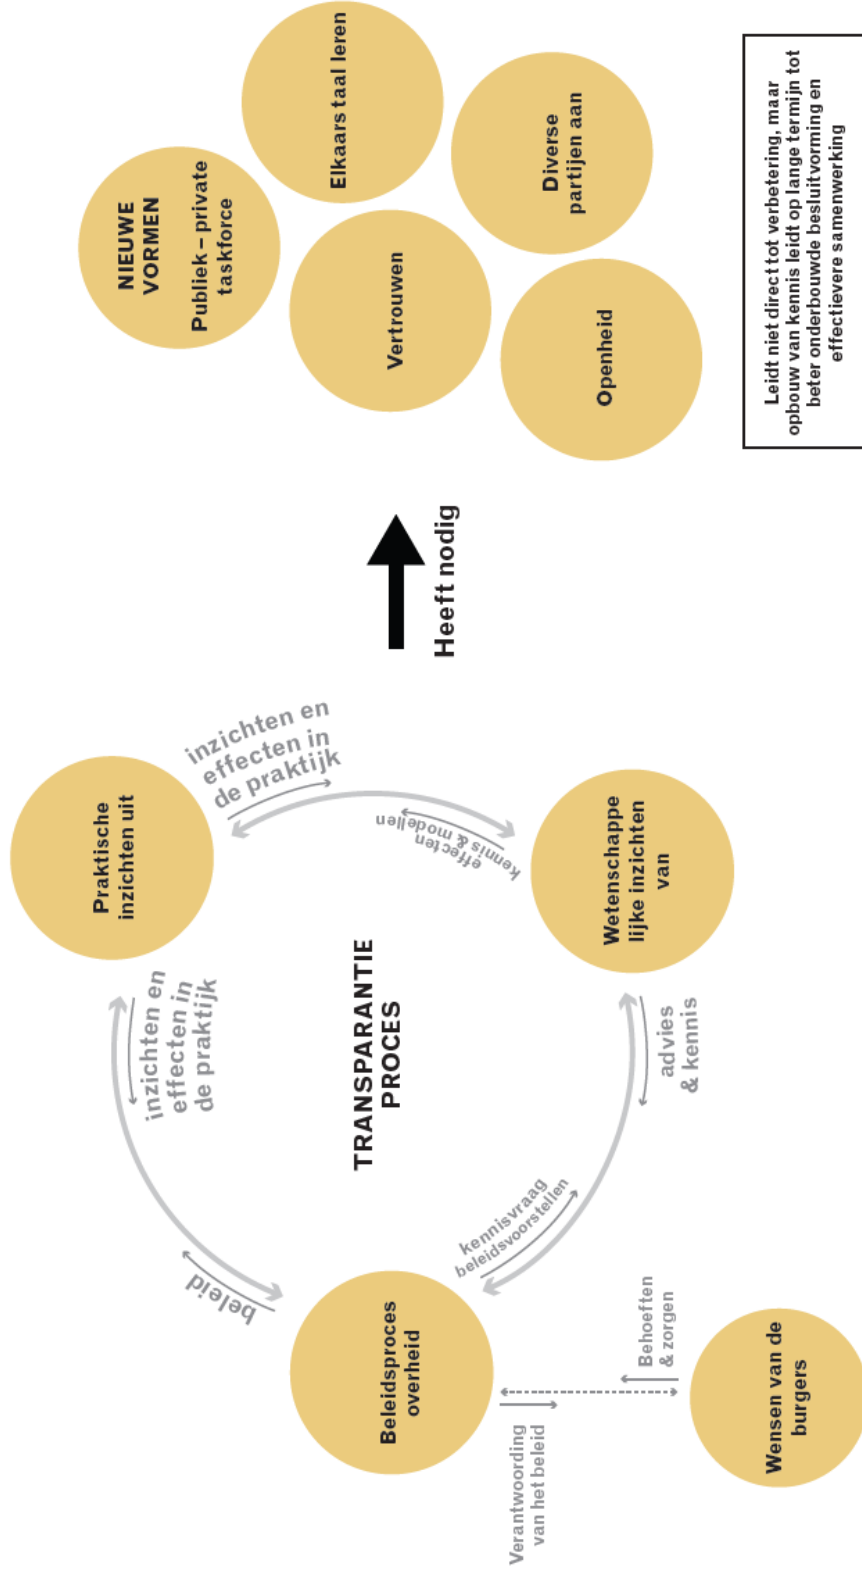 Praktische
inzichten uit
inzichten en
effecten in
de praktijk
inzichten en
effecten in
de praktijk
beleid
effecten
kennis & modellen
TRANSPARANTIE
PROCES
Beleidsproces
overheid
kennisvraag
beleidsvoorstellen
Wetenschappe
lijke inzichten
van
advies
& kennis
Verantwoording
van het beleid
Behoeften
& zorgen
Wensen van de
burgers
Heeft nodig
NIEUWE
VORMEN
Publiek – private
taskforce
Elkaars taal leren
Vertrouwen
Diverse
partijen aan
Openheid
Leidt niet direct tot verbetering, maar
opbouw van kennis leidt op lange termijn tot
beter onderbouwde besluitvorming en
effectievere samenwerking